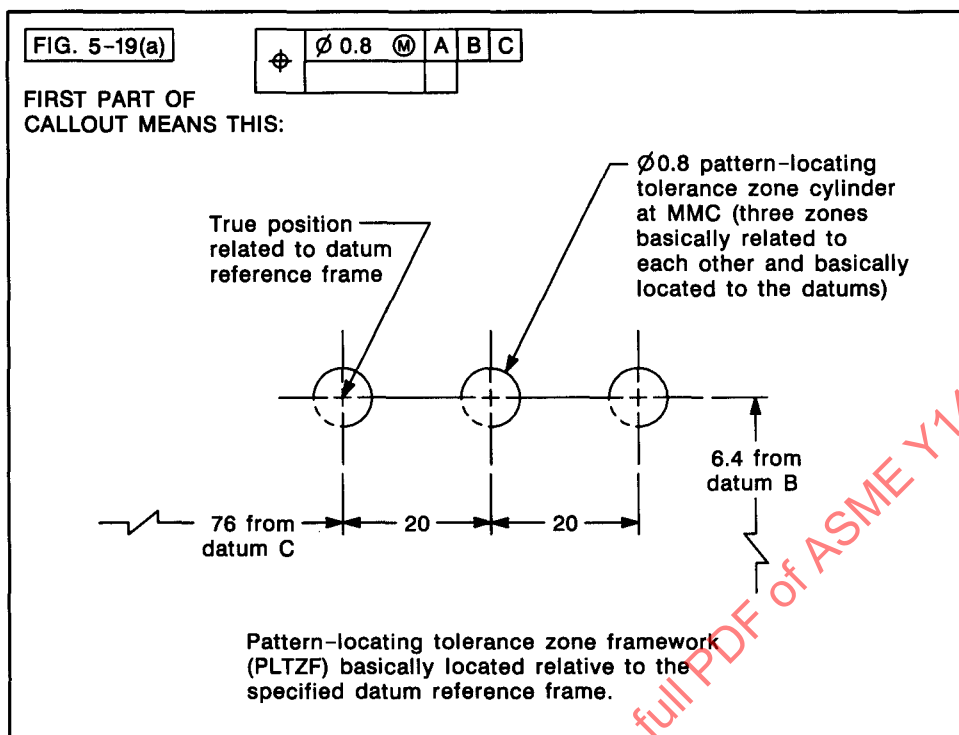 FIG. 5-19(a)
⌖ Ø 0.8 Ⓜ A B C
FIRST PART OF
CALLOUT MEANS THIS:
True position
related to datum
reference frame
Ø0.8 pattern-locating
tolerance zone cylinder
at MMC (three zones
basically related to
each other and basically
located to the datums)
6.4 from
datum B
76 from
datum C
20
20
Pattern-locating tolerance zone framework
(PLTZF) basically located relative to the
specified datum reference frame.
full PDF of ASME Y14